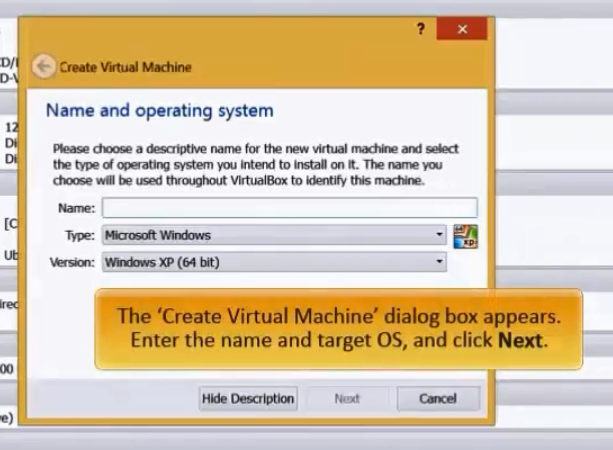 ?
×
CD/
D-V
Create Virtual Machine
Name and operating system
12
Di
Di
Please choose a descriptive name for the new virtual machine and select
the type of operating system you intend to install on it. The name you
choose will be used throughout VirtualBox to identify this machine.
Name:
[C
Type: Microsoft Windows
XP
Ub
Version: Windows XP (64 bit)
irec
The ‘Create Virtual Machine’ dialog box appears.
Enter the name and target OS, and click Next.
00
Hide Description Next Cancel
e)